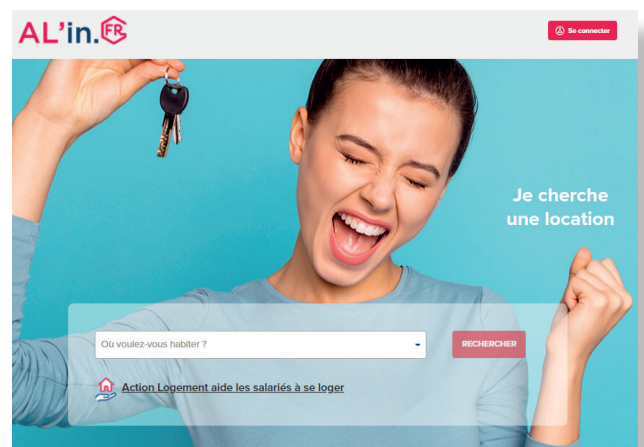 AL'in.FR
Se connecter
Je cherche
une location
Où voulez-vous habiter ?
RECHERCHER
Action Logement aide les salariés à se loger